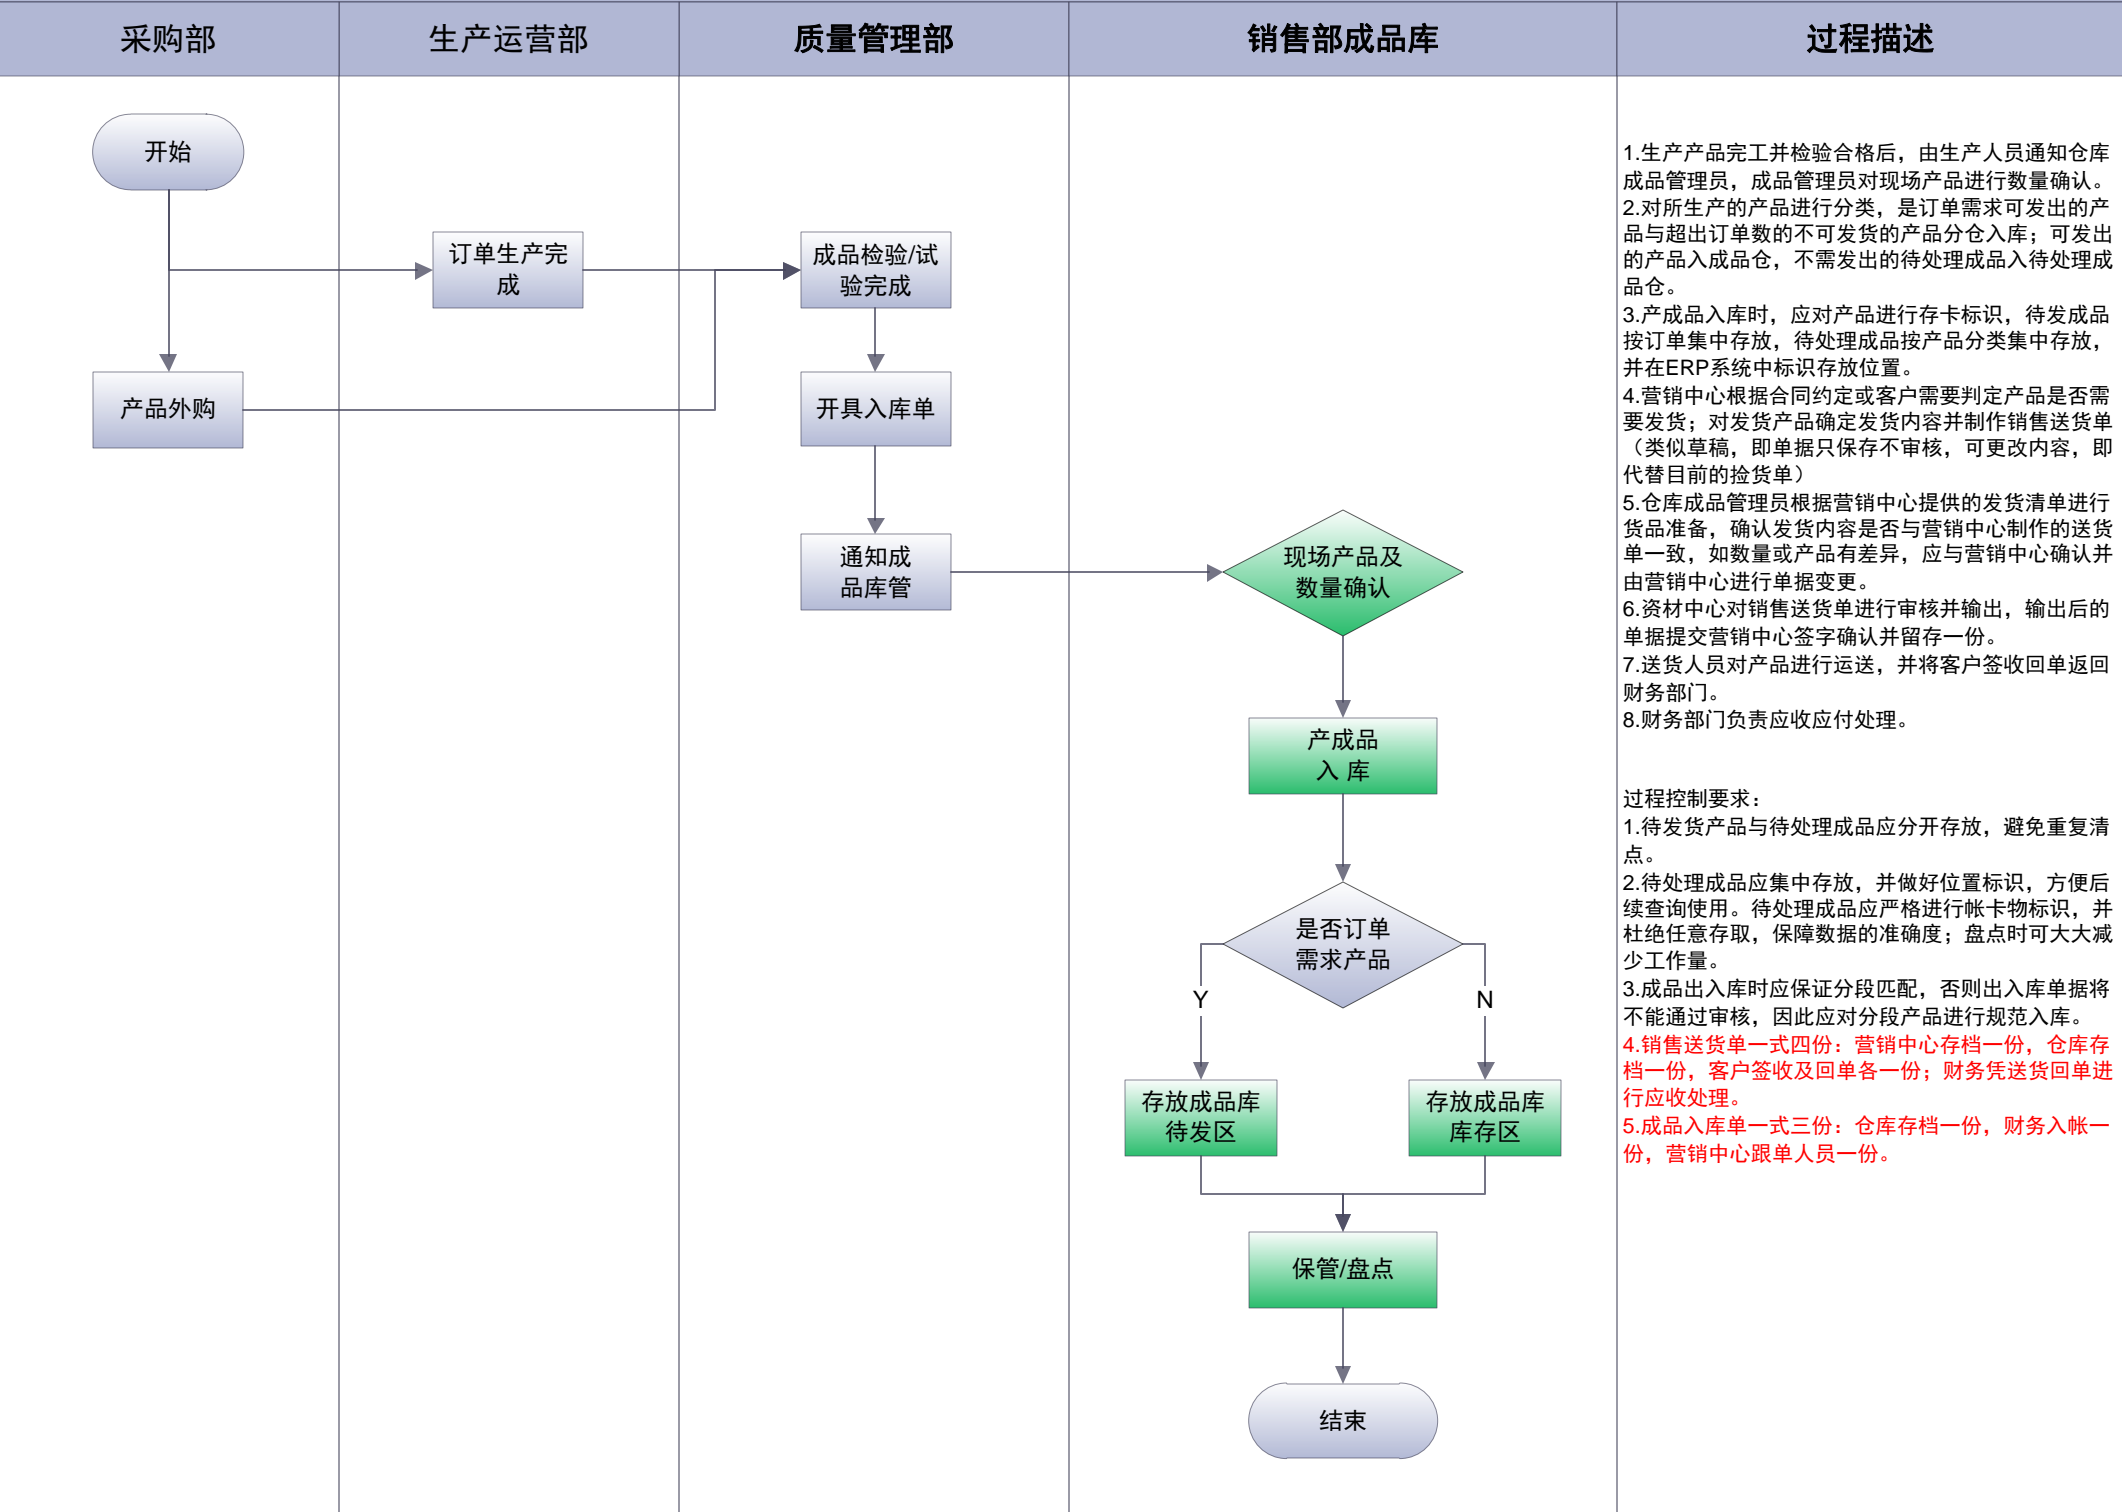 采购部
生产运营部
质量管理部
销售部成品库
过程描述
开始
订单生产完
成
产品外购
成品检验/试
验完成
开具入库单
通知成
品库管
现场产品及
数量确认
产成品
入 库
是否订单
需求产品
Y
N
存放成品库
待发区
存放成品库
库存区
保管/盘点
结束
1.生产产品完工并检验合格后，由生产人员通知仓库
成品管理员，成品管理员对现场产品进行数量确认。
2.对所生产的产品进行分类，是订单需求可发出的产
品与超出订单数的不可发货的产品分仓入库；可发出
的产品入成品仓，不需发出的待处理成品入待处理成
品仓。
3.产成品入库时，应对产品进行存卡标识，待发成品
按订单集中存放，待处理成品按产品分类集中存放，
并在ERP系统中标识存放位置。
4.营销中心根据合同约定或客户需要判定产品是否需
要发货；对发货产品确定发货内容并制作销售送货单
（类似草稿，即单据只保存不审核，可更改内容，即
代替目前的捡货单）
5.仓库成品管理员根据营销中心提供的发货清单进行
货品准备，确认发货内容是否与营销中心制作的送货
单一致，如数量或产品有差异，应与营销中心确认并
由营销中心进行单据变更。
6.资材中心对销售送货单进行审核并输出，输出后的
单据提交营销中心签字确认并留存一份。
7.送货人员对产品进行运送，并将客户签收回单返回
财务部门。
8.财务部门负责应收应付处理。
过程控制要求：
1.待发货产品与待处理成品应分开存放，避免重复清
点。
2.待处理成品应集中存放，并做好位置标识，方便后
续查询使用。待处理成品应严格进行帐卡物标识，并
杜绝任意存取，保障数据的准确度；盘点时可大大减
少工作量。
3.成品出入库时应保证分段匹配，否则出入库单据将
不能通过审核，因此应对分段产品进行规范入库。
4.销售送货单一式四份：营销中心存档一份，仓库存
档一份，客户签收及回单各一份；财务凭送货回单进
行应收处理。
5.成品入库单一式三份：仓库存档一份，财务入帐一
份，营销中心跟单人员一份。